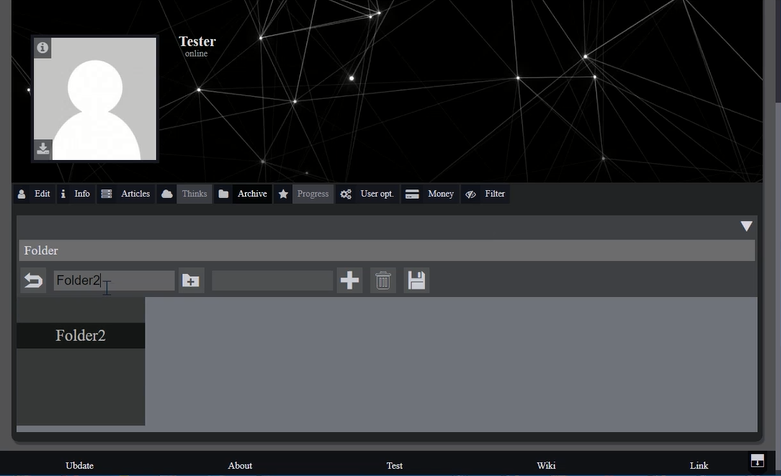 Tester
online
Edit Info Articles Thinks Archive Progress User opt. Money Filter
Folder
Folder2
Folder2
Ubdate About Test Wiki Link